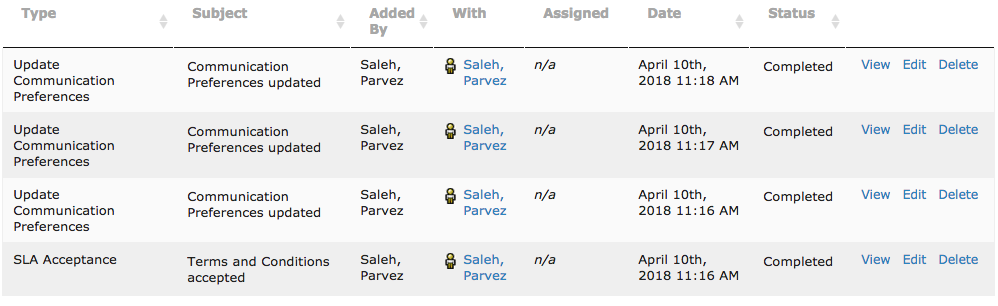 Type Subject Added By With Assigned Date Status
Update Communication Preferences Communication Preferences updated Saleh, Parvez Saleh, Parvez n/a April 10th, 2018 11:18 AM Completed View Edit Delete
Update Communication Preferences Communication Preferences updated Saleh, Parvez Saleh, Parvez n/a April 10th, 2018 11:17 AM Completed View Edit Delete
Update Communication Preferences Communication Preferences updated Saleh, Parvez Saleh, Parvez n/a April 10th, 2018 11:16 AM Completed View Edit Delete
SLA Acceptance Terms and Conditions accepted Saleh, Parvez Saleh, Parvez n/a April 10th, 2018 11:16 AM Completed View Edit Delete